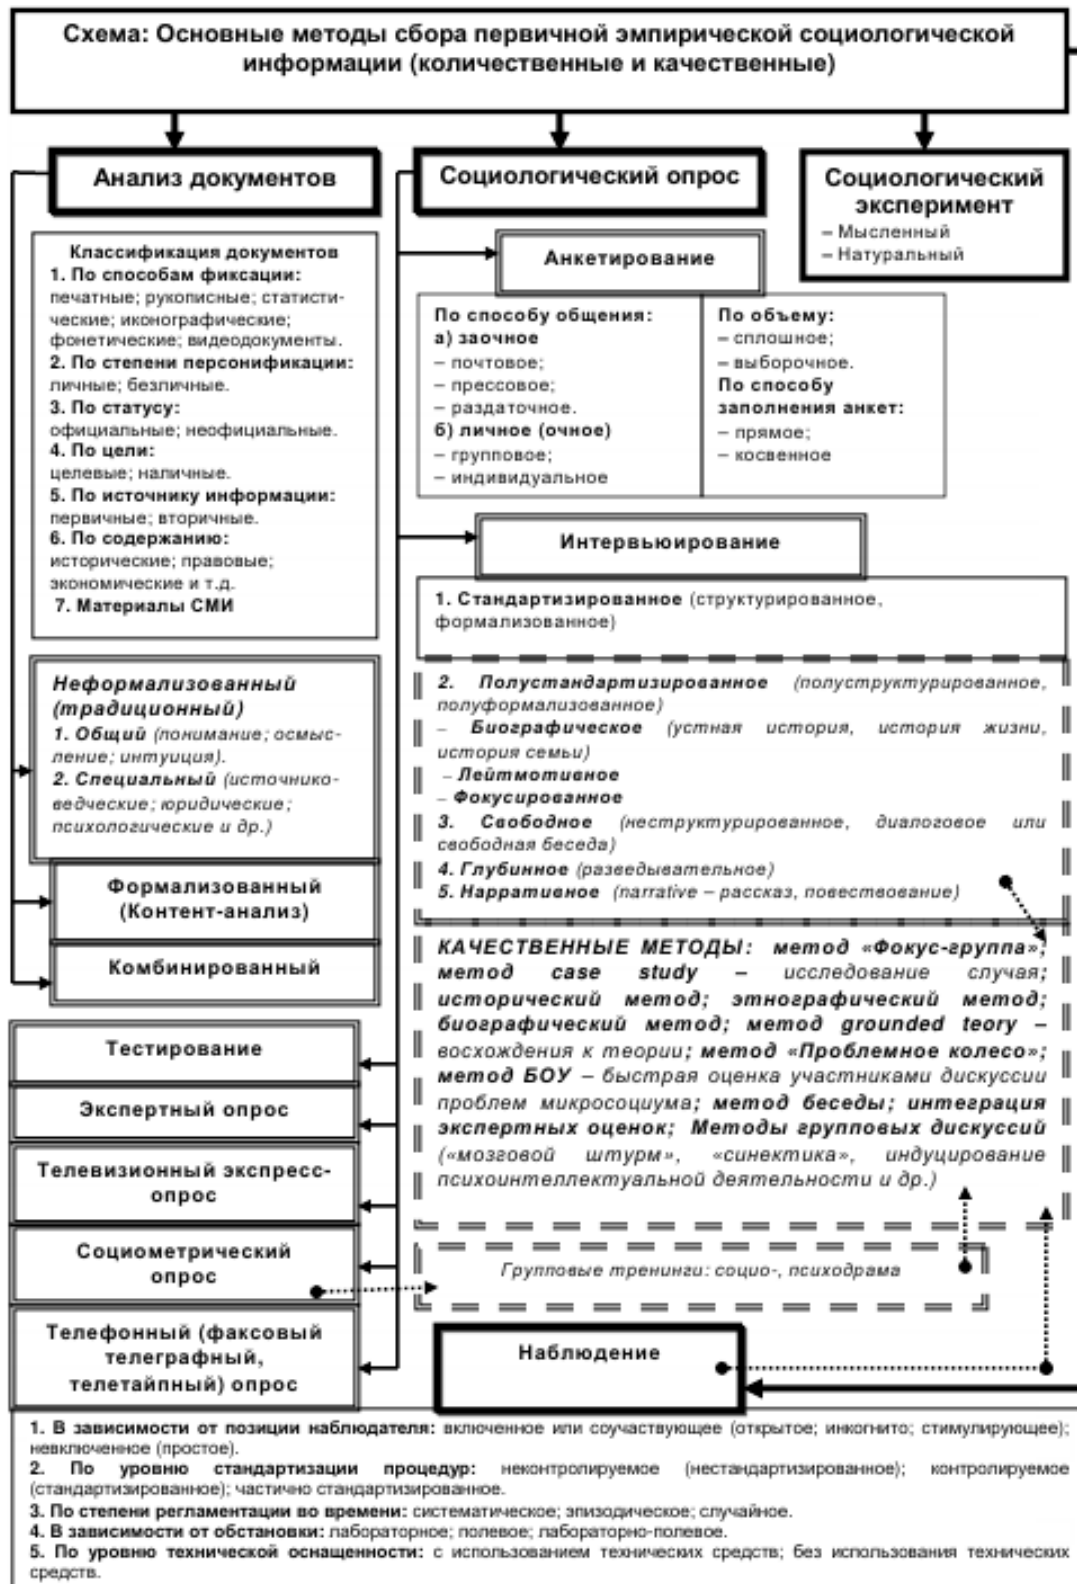 Схема: Основные методы сбора первичной эмпирической социологической
информации (количественные и качественные)
Анализ документов
Социологический опрос
Социологический
эксперимент
– Мысленный
– Натуральный
Классификация документов
1. По способам фиксации:
печатные; рукописные; статисти-
ческие; иконографические;
фонетические; видеодокументы.
2. По степени персонификации:
личные; безличные.
3. По статусу:
официальные; неофициальные.
4. По цели:
целевые; наличные.
5. По источнику информации:
первичные; вторичные.
6. По содержанию:
исторические; правовые;
экономические и т.д.
7. Материалы СМИ
Неформализованный
(традиционный)
1. Общий (понимание; осмыс-
ление; интуиция).
2. Специальный (источнико-
ведческие; юридические;
психологические и др.)
Формализованный
(Контент-анализ)
Комбинированный
Анкетирование
По способу общения:
а) заочное
– почтовое;
– прессовое;
– раздаточное.
б) личное (очное)
– групповое;
– индивидуальное
По объему:
– сплошное;
– выборочное.
По способу
заполнения анкет:
– прямое;
– косвенное
Интервьюирование
1. Стандартизированное (структурированное,
формализованное)
2. Полустандартизированное (полуструктурированное,
полуформализованное)
– Биографическое (устная история, история жизни,
история семьи)
– Лейтмотивное
– Фокусированное
3. Свободное (неструктурированное, диалоговое или
свободная беседа)
4. Глубинное (разведывательное)
5. Нарративное (narrative – рассказ, повествование)
КАЧЕСТВЕННЫЕ МЕТОДЫ: метод «Фокус-группа»;
метод case study – исследование случая;
исторический метод; этнографический метод;
биографический метод; метод grounded teory –
восхождения к теории; метод «Проблемное колесо»;
метод БОУ – быстрая оценка участниками дискуссии
проблем микросоциума; метод беседы; интеграция
экспертных оценок; Методы групповых дискуссий
(«мозговой штурм», «синектика», индуцирование
психоинтеллектуальной деятельности и др.)
Групповые тренинги: социо-, психодрама
Тестирование
Экспертный опрос
Телевизионный экспресс-
опрос
Социометрический
опрос
Телефонный (факсовый
телеграфный,
телетайпный) опрос
Наблюдение
1. В зависимости от позиции наблюдателя: включенное или соучаствующее (открытое; инкогнито; стимулирующее);
невключенное (простое).
2. По уровню стандартизации процедур: неконтролируемое (нестандартизированное); контролируемое
(стандартизированное); частично стандартизированное.
3. По степени регламентации во времени: систематическое; эпизодическое; случайное.
4. В зависимости от обстановки: лабораторное; полевое; лабораторно-полевое.
5. По уровню технической оснащенности: с использованием технических средств; без использования технических
средств.